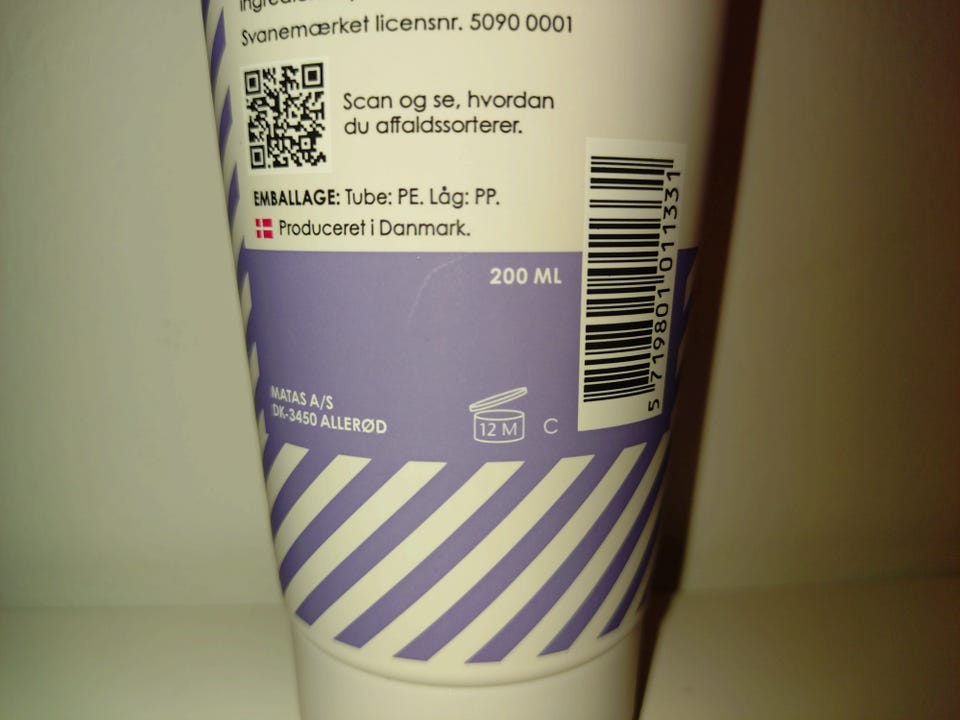 Svanemærket licensnr. 5090 0001
Scan og se, hvordan
du affaldssorterer.
EMBALLAGE: Tube: PE. Låg: PP.
Produceret i Danmark.
200 ML
5 719801 011331
MATAS A/S
DK-3450 ALLERØD
12 M C